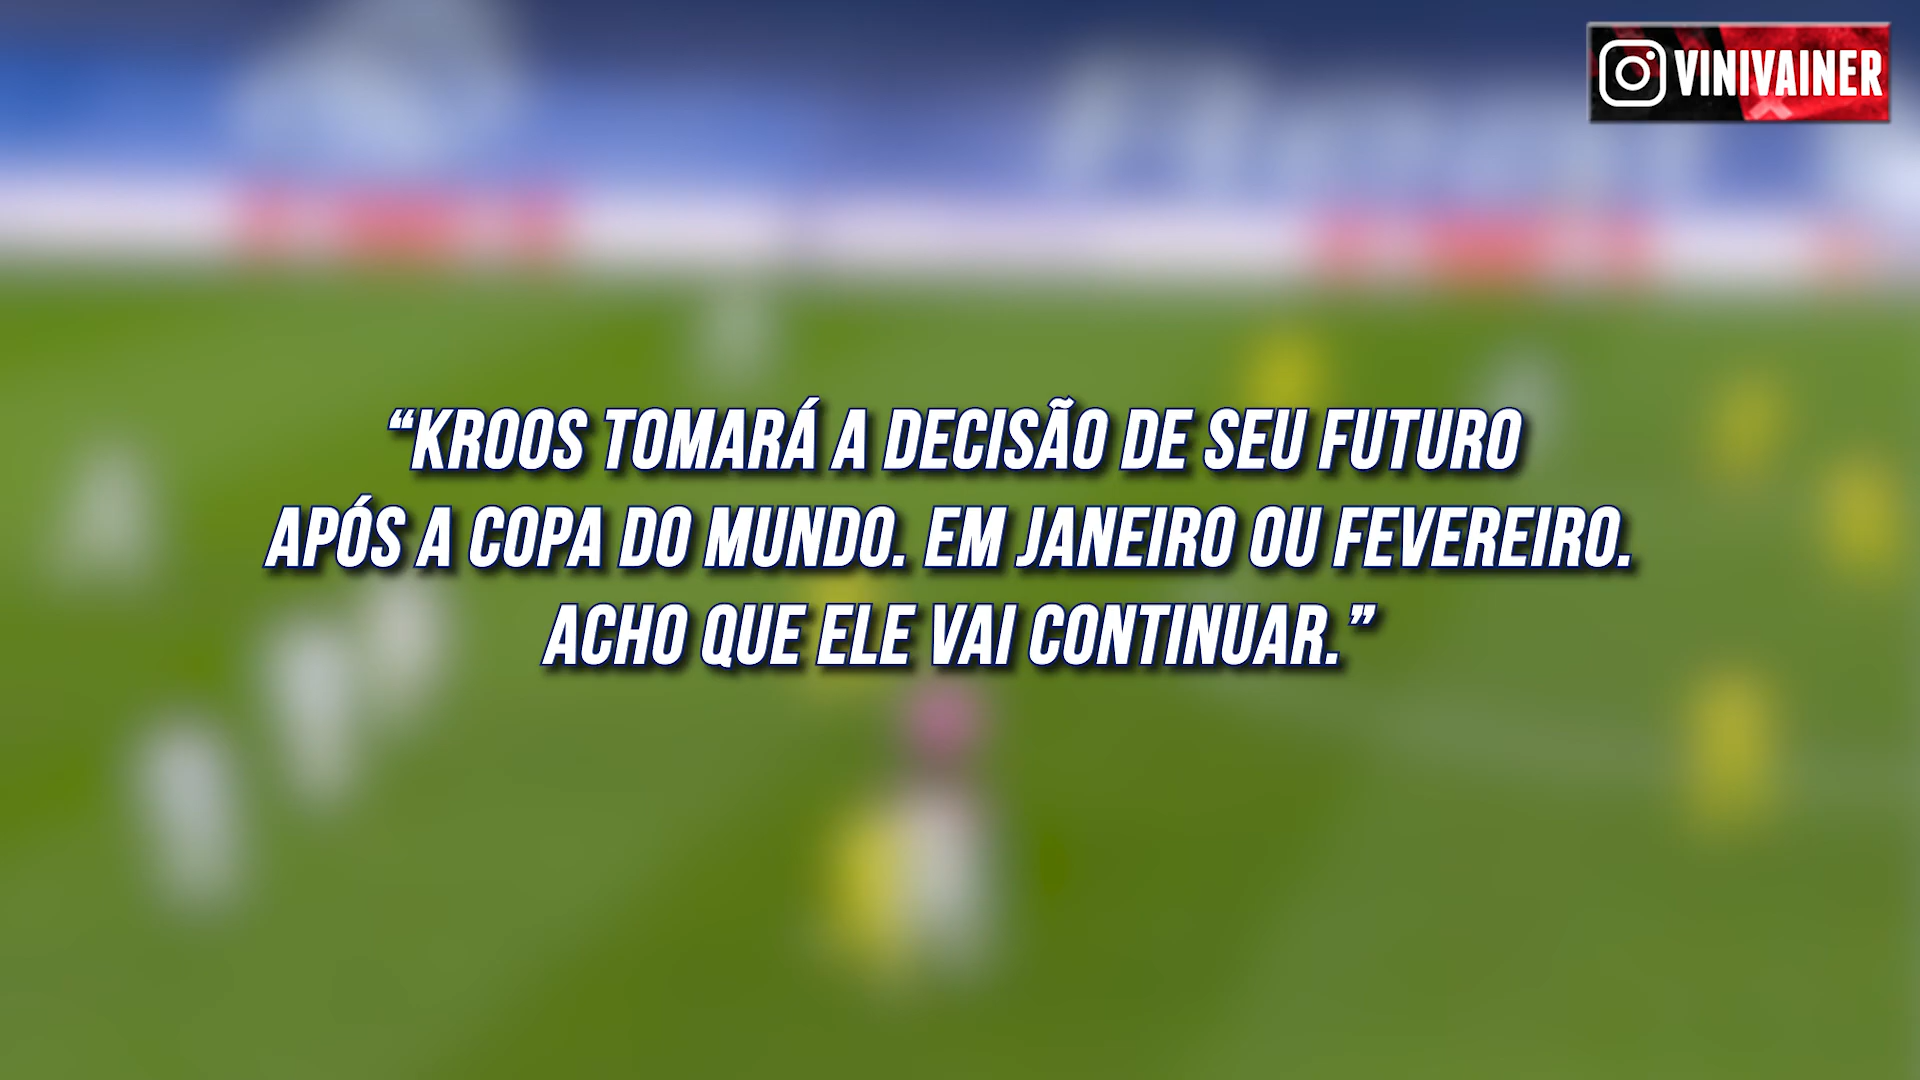 VINIVAINER
“KROOS TOMARÁ A DECISÃO DE SEU FUTURO
APÓS A COPA DO MUNDO. EM JANEIRO OU FEVEREIRO.
ACHO QUE ELE VAI CONTINUAR.”